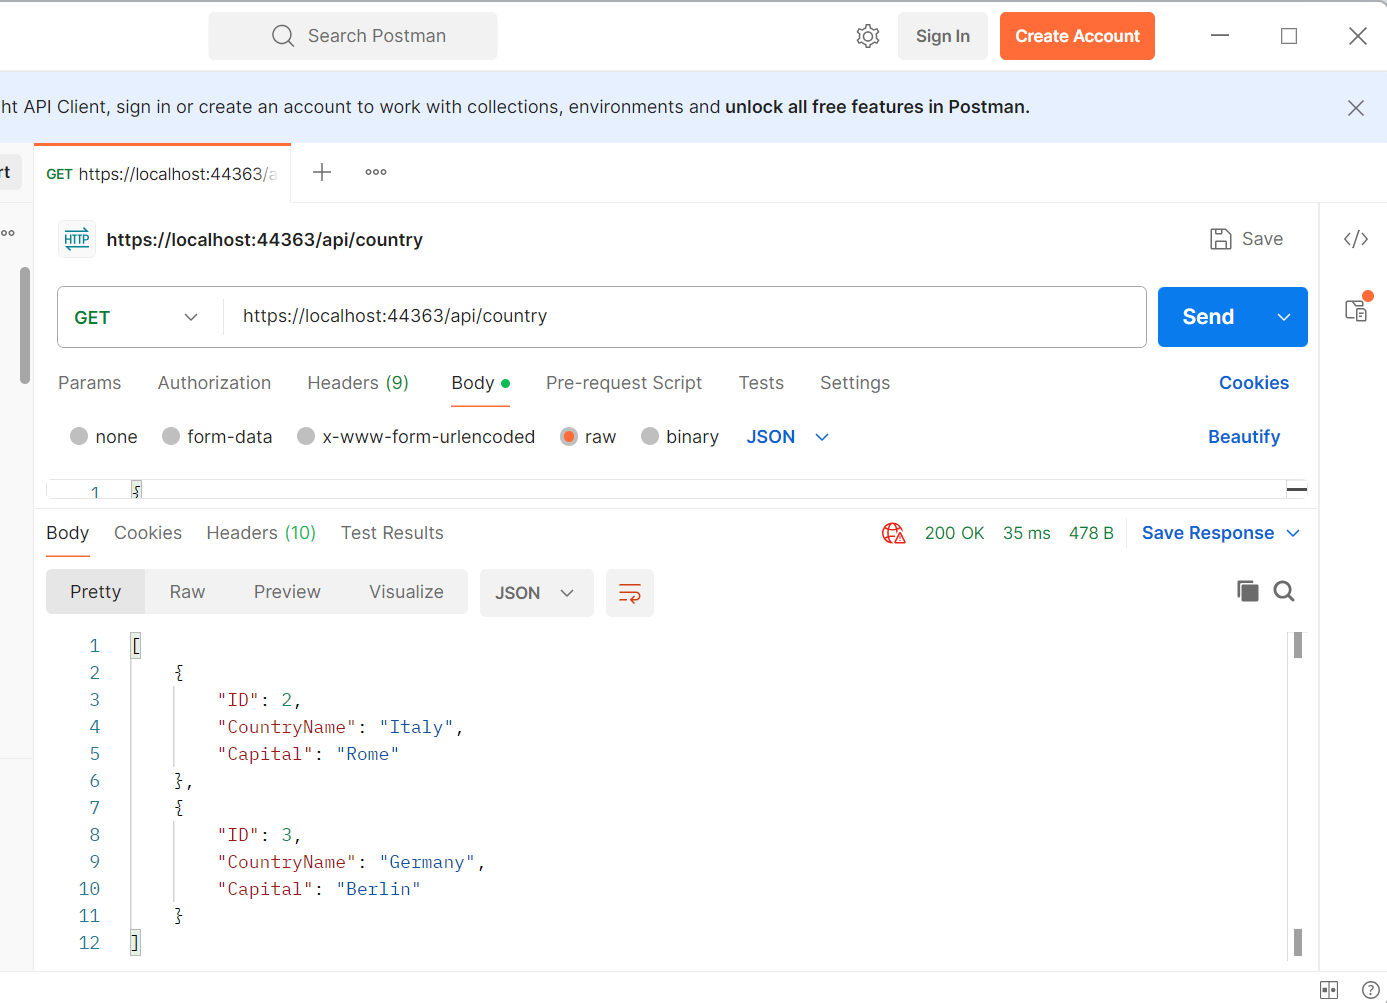 Search Postman
Sign In
Create Account
ht API Client, sign in or create an account to work with collections, environments and unlock all free features in Postman.
rt
GET https://localhost:44363/a
HTTP
https://localhost:44363/api/country
Save
GET
https://localhost:44363/api/country
Send
Params Authorization Headers (9) Body Pre-request Script Tests Settings Cookies
none form-data x-www-form-urlencoded raw binary JSON Beautify
1 {
Body Cookies Headers (10) Test Results 200 OK 35 ms 478 B Save Response
Pretty Raw Preview Visualize JSON
1 [
2 {
3 "ID": 2,
4 "CountryName": "Italy",
5 "Capital": "Rome"
6 },
7 {
8 "ID": 3,
9 "CountryName": "Germany",
10 "Capital": "Berlin"
11 }
12 ]